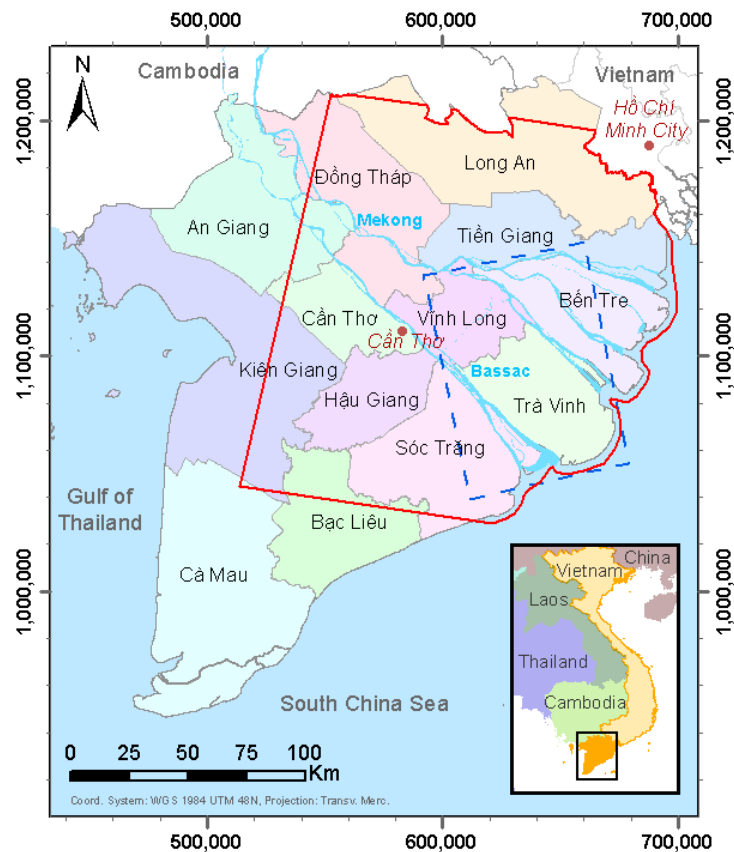 500,000
600,000
700,000
N
Cambodia
Vietnam
Hồ Chí
Minh City
1,200,000
1,200,000
Long An
Đồng Tháp
An Giang
Mekong
Tiền Giang
Bến Tre
Cần Thơ
Vĩnh Long
Cần Thơ
1,100,000
1,100,000
Kiên Giang
Bassac
Hậu Giang
Trà Vinh
Sóc Trăng
Gulf of
Thailand
Bạc Liêu
Cà Mau
1,000,000
1,000,000
China
Vietnam
Laos
Thailand
Cambodia
South China Sea
0 25 50 75 100
Km
Coord. System: WGS 1984 UTM 48N, Projection: Transv. Merc.
500,000
600,000
700,000